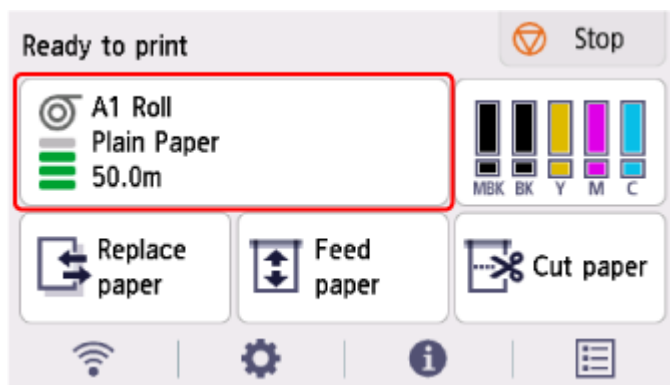 Ready to print
Stop
A1 Roll
Plain Paper
50.0m
MBK BK Y M C
Replace
paper
Feed
paper
Cut paper